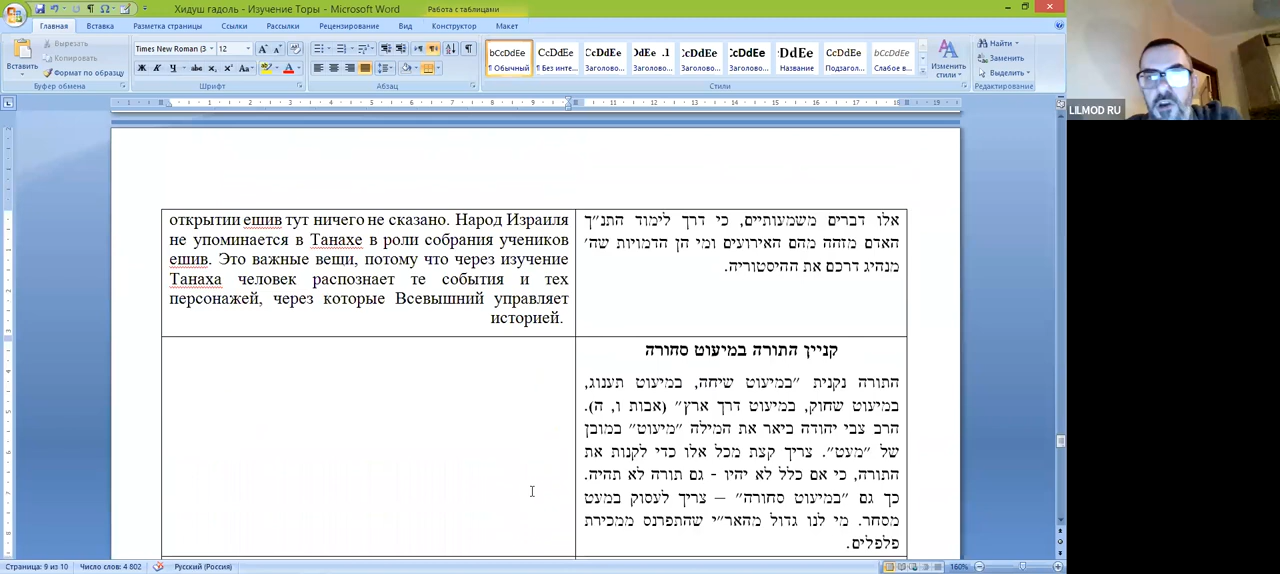 Хидуш гадоль - Изучение Торы - Microsoft Word
Работа с таблицами
Главная Вставка Разметка страницы Ссылки Рассылки Рецензирование Вид Конструктор Макет
Вставить
Вырезать
Копировать
Формат по образцу
Буфер обмена
Times New Roman (З 12
Шрифт
Абзац
¶ Обычный
¶ Без инте...
Заголово...
Заголово...
Заголово...
Заголово...
Название
Подзагол...
Слабое в...
Стили
Изменить стили
Найти
Заменить
Выделить
Редактирование
LILMOD RU
открытии ешив тут ничего не сказано. Народ Израиля
не упоминается в Танахе в роли собрания учеников
ешив. Это важные вещи, потому что через изучение
Танаха человек распознает те события и тех
персонажей, через которые Всевышний управляет
историей.
אלו דברים משמעותיים, כי דרך לימוד התנ״ך
האדם מזהה מהם האירועים ומי הן הדמויות שה׳
מנהיג דרכם את ההיסטוריה.
קניין התורה במיעוט סחורה
התורה נקנית ״במיעוט שיחה, במיעוט תענוג,
במיעוט שחוק, במיעוט דרך ארץ״ (אבות ו, ה).
הרב צבי יהודה ביאר את המילה ״מיעוט״ במובן
של ״מעט״. צריך קצת מכל אלו כדי לקנות את
התורה, כי אם כלל לא יהיו - גם תורה לא תהיה.
כך גם ״במיעוט סחורה״ – צריך לעסוק במעט
מסחר. מי לנו גדול מהאר״י שהתפרנס ממכירת
פלפלים.
Страница: 9 из 10 Число слов: 4 802 Русский (Россия) 160%